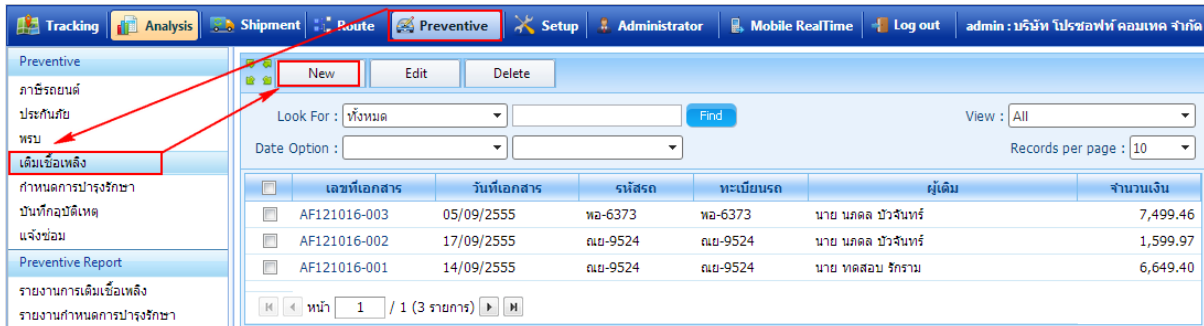 Tracking Analysis Shipment Route Preventive Setup Administrator Mobile RealTime Log out admin : บริษัท โปรซอฟท์ คอมเทค จำกัด
Preventive
ภาษีรถยนต์
ประกันภัย
พรบ
เติมเชื้อเพลิง
กำหนดการบำรุงรักษา
บันทึกอุบัติเหตุ
แจ้งซ่อม
Preventive Report
รายงานการเติมเชื้อเพลิง
รายงานกำหนดการบำรุงรักษา
New Edit Delete
Look For : ทั้งหมด Find View : All
Date Option : Records per page : 10
เลขที่เอกสาร วันที่เอกสาร รหัสรถ ทะเบียนรถ ผู้เติม จำนวนเงิน
AF121016-003 05/09/2555 พอ-6373 พอ-6373 นาย นภดล บัวจันทร์ 7,499.46
AF121016-002 17/09/2555 ณย-9524 ณย-9524 นาย นภดล บัวจันทร์ 1,599.97
AF121016-001 14/09/2555 ณย-9524 ณย-9524 นาย ทดสอบ รักราม 6,649.40
หน้า 1 / 1 (3 รายการ)